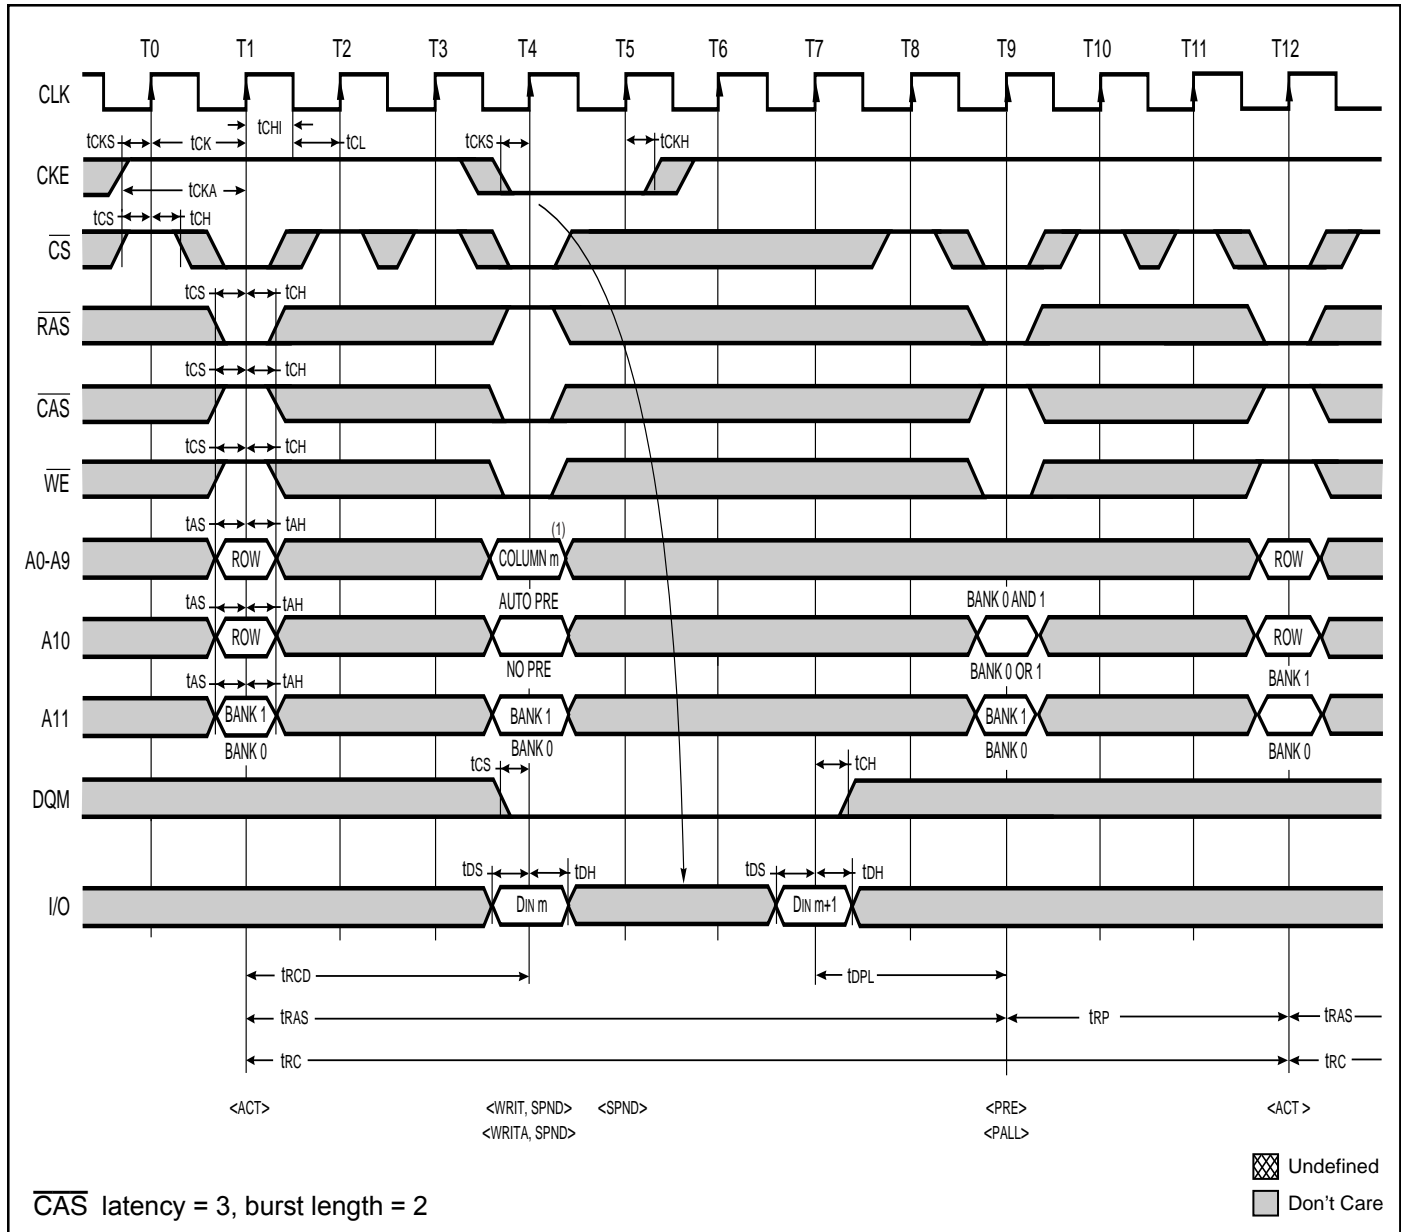 T0 T1 T2 T3 T4 T5 T6 T7 T8 T9 T10 T11 T12
CLK
tCHI
tCKS tCK tCL tCKS tCKH
CKE
tCKA
tCS tCH
CS
tCS tCH
RAS
tCS tCH
CAS
tCS tCH
WE
tAS tAH (1)
A0-A9 ROW COLUMN m ROW
tAS tAH AUTO PRE BANK 0 AND 1
A10 ROW ROW
NO PRE BANK 0 OR 1 BANK 1
tAS tAH
A11 BANK 1 BANK 1 BANK 1
BANK 0 BANK 0 BANK 0 BANK 0
tCS tCH
DQM
tDS tDH tDS tDH
I/O DIN m DIN m+1
tRCD tDPL
tRAS tRP tRAS
tRC tRC
<ACT> <WRIT, SPND> <SPND> <PRE> <ACT >
<WRITA, SPND> <PALL>
Undefined
Don't Care
CAS latency = 3, burst length = 2